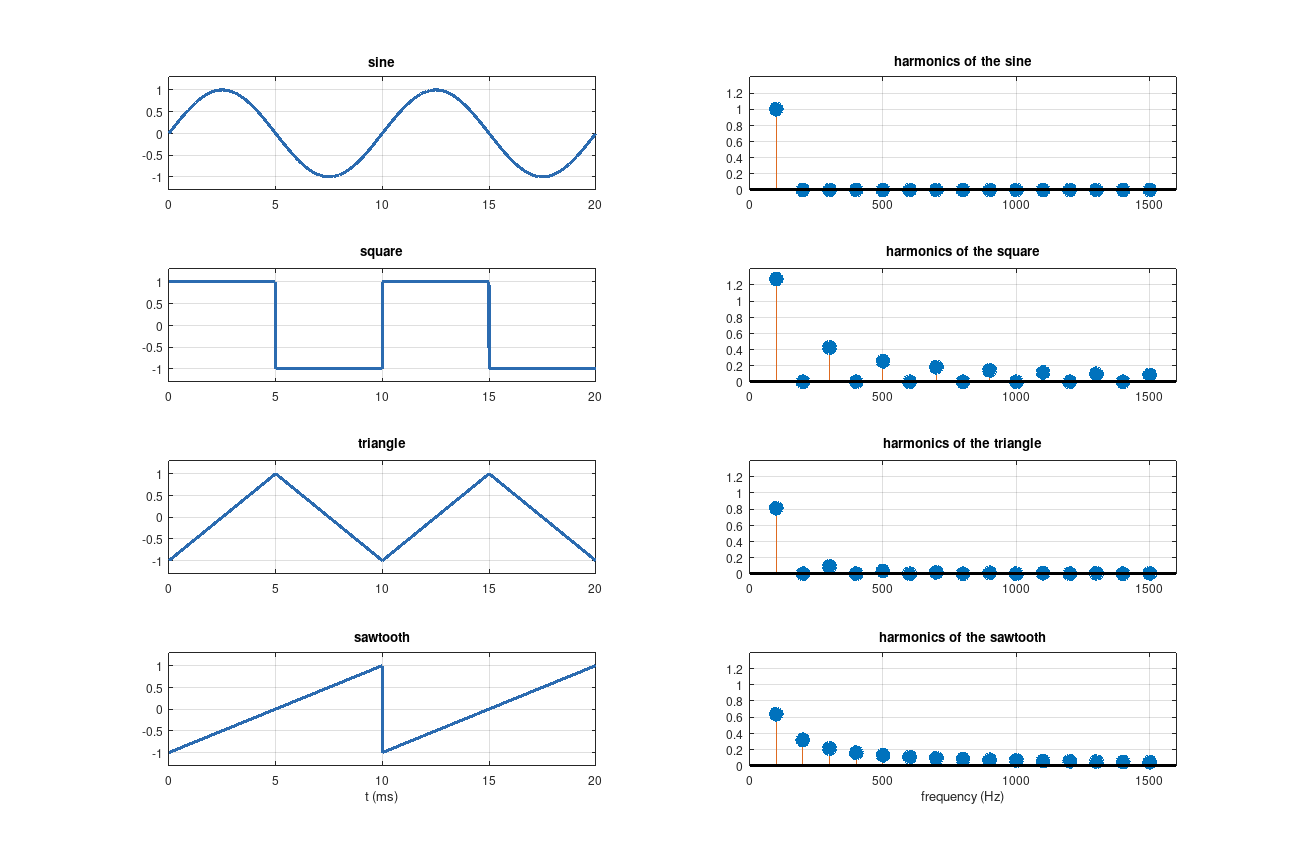 sine
1
0.5
0
-0.5
-1
0 5 10 15 20
harmonics of the sine
1.2
1
0.8
0.6
0.4
0.2
0
0 500 1000 1500
square
1
0.5
0
-0.5
-1
0 5 10 15 20
harmonics of the square
1.2
1
0.8
0.6
0.4
0.2
0
0 500 1000 1500
triangle
1
0.5
0
-0.5
-1
0 5 10 15 20
harmonics of the triangle
1.2
1
0.8
0.6
0.4
0.2
0
0 500 1000 1500
sawtooth
1
0.5
0
-0.5
-1
0 5 10 15 20
t (ms)
harmonics of the sawtooth
1.2
1
0.8
0.6
0.4
0.2
0
0 500 1000 1500
frequency (Hz)